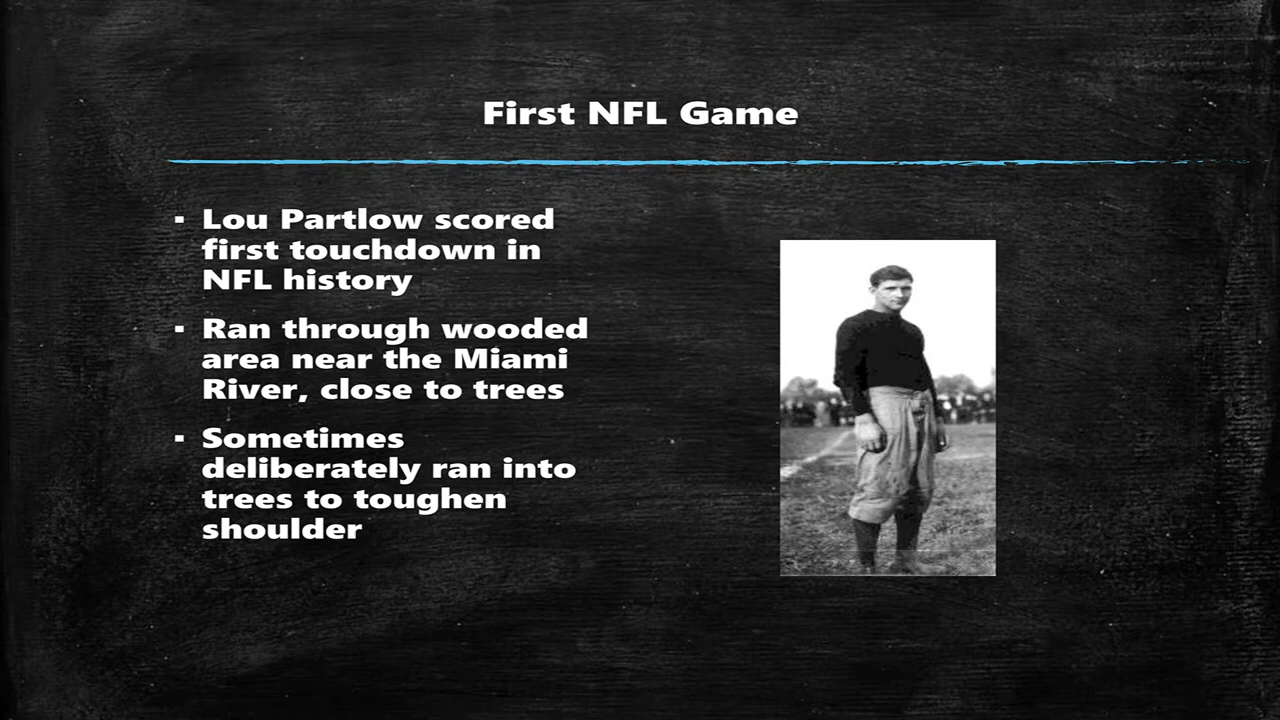 First NFL Game
▪ Lou Partlow scored
first touchdown in
NFL history
▪ Ran through wooded
area near the Miami
River, close to trees
▪ Sometimes
deliberately ran into
trees to toughen
shoulder